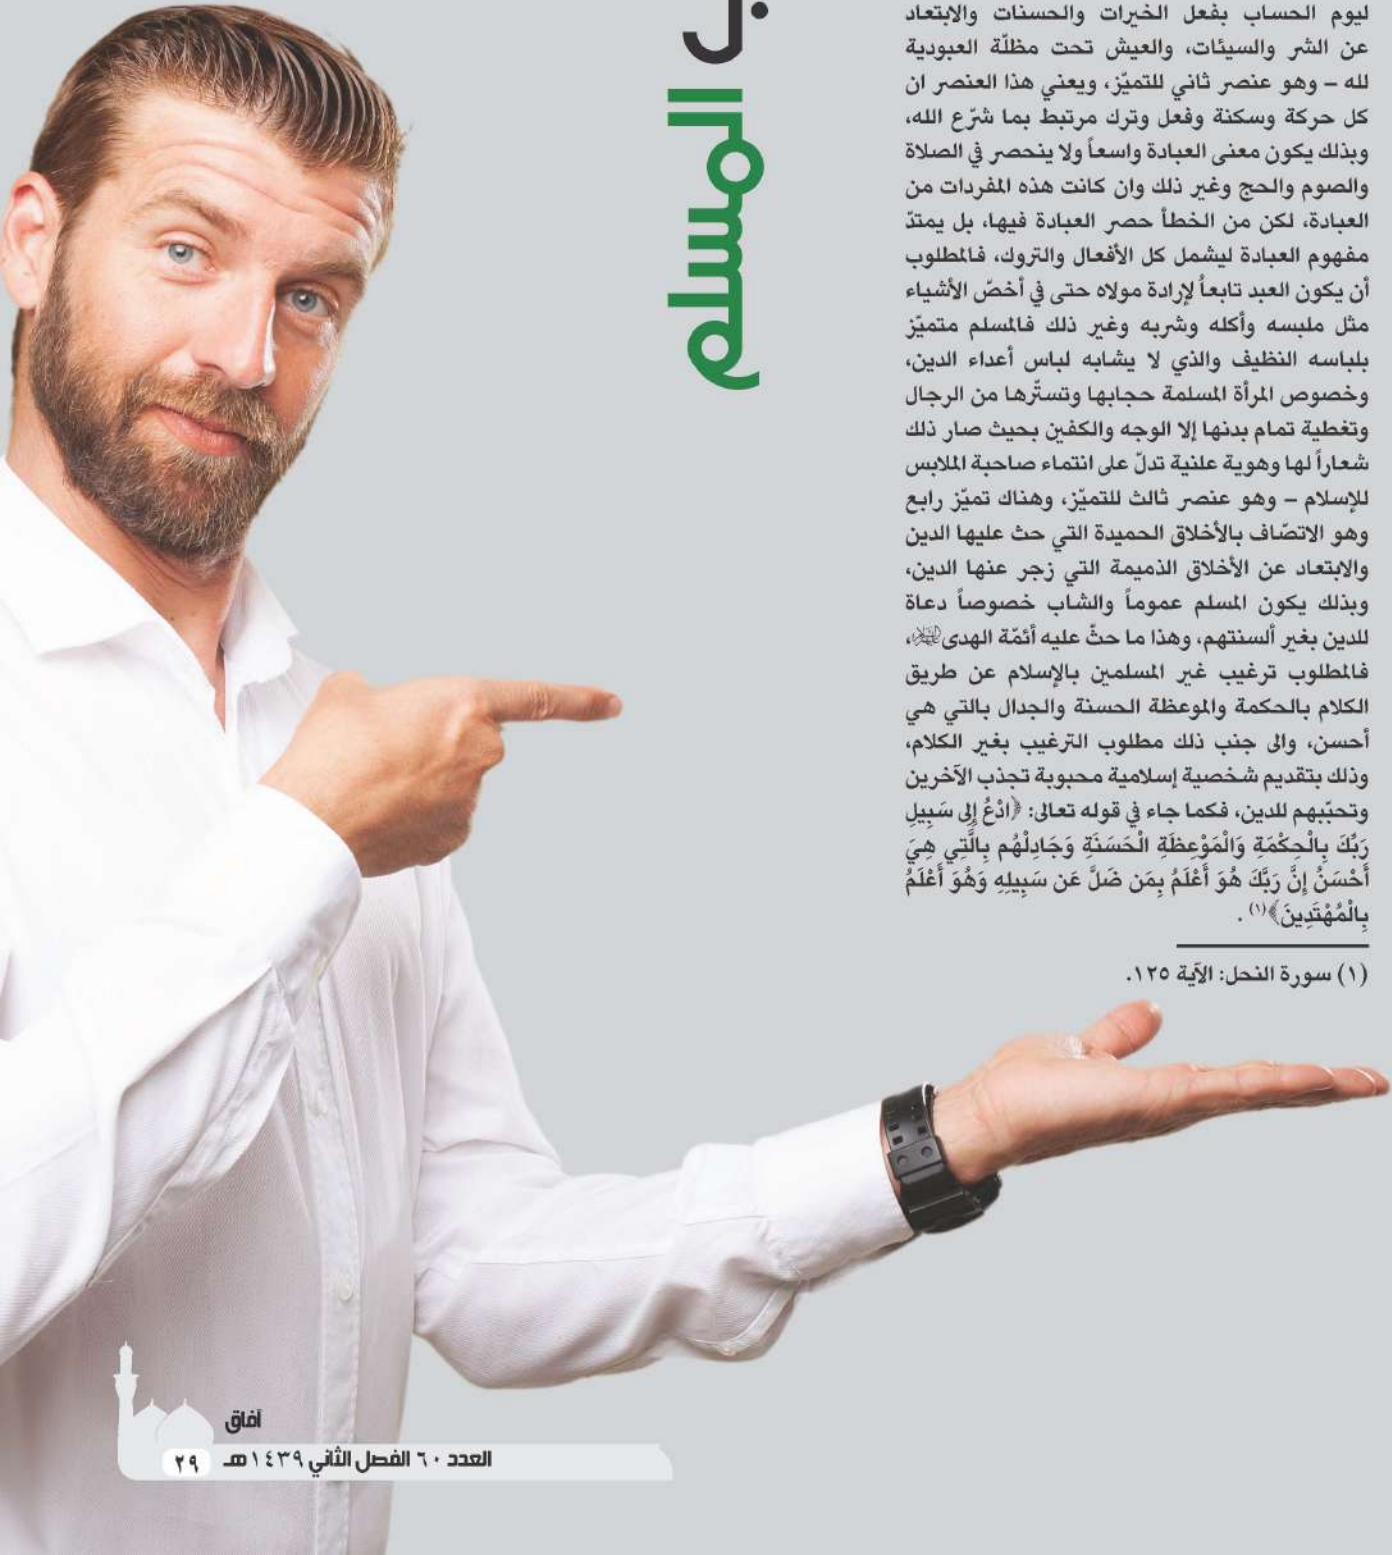 المسلم
ليوم الحساب بفعل الخيرات والحسنات والابتعاد
عن الشر والسيئات، والعيش تحت مظلّة العبودية
لله – وهو عنصر ثاني للتميّز، ويعني هذا العنصر ان
كل حركة وسكنة وفعل وترك مرتبط بما شرّع الله،
وبذلك يكون معنى العبادة واسعاً ولا ينحصر في الصلاة
والصوم والحج وغير ذلك وان كانت هذه المفردات من
العبادة، لكن من الخطأ حصر العبادة فيها، بل يمتدّ
مفهوم العبادة ليشمل كل الأفعال والتروك، فالمطلوب
أن يكون العبد تابعاً لإرادة مولاه حتى في أخصّ الأشياء
مثل ملبسه وأكله وشربه وغير ذلك فالمسلم متميّز
بلباسه النظيف والذي لا يشابه لباس أعداء الدين،
وخصوص المرأة المسلمة حجابها وتستّرها من الرجال
وتغطية تمام بدنها إلا الوجه والكفين بحيث صار ذلك
شعاراً لها وهوية علنية تدلّ على انتماء صاحبة الملابس
للإسلام – وهو عنصر ثالث للتميّز، وهناك تميّز رابع
وهو الاتصّاف بالأخلاق الحميدة التي حث عليها الدين
والابتعاد عن الأخلاق الذميمة التي زجر عنها الدين،
وبذلك يكون المسلم عموماً والشاب خصوصاً دعاة
للدين بغير ألسنتهم، وهذا ما حثّ عليه أئمّة الهدى،
فالمطلوب ترغيب غير المسلمين بالإسلام عن طريق
الكلام بالحكمة والموعظة الحسنة والجدال بالتي هي
أحسن، والى جنب ذلك مطلوب الترغيب بغير الكلام،
وذلك بتقديم شخصية إسلامية محبوبة تجذب الآخرين
وتحبّبهم للدين، فكما جاء في قوله تعالى: ﴿ادْعُ إِلى سَبِيلِ
رَبِّكَ بِالْحِكْمَةِ وَالْمَوْعِظَةِ الْحَسَنَةِ وَجَادِلْهُم بِالَّتِي هِيَ
أَحْسَنُ إِنَّ رَبَّكَ هُوَ أَعْلَمُ بِمَن ضَلَّ عَن سَبِيلِهِ وَهُوَ أَعْلَمُ
بِالْمُهْتَدِينَ﴾(١) .
(١) سورة النحل: الآية ١٢٥.
آفاق
العدد ٦٠ الفصل الثاني ١٤٣٩هـ ٢٩